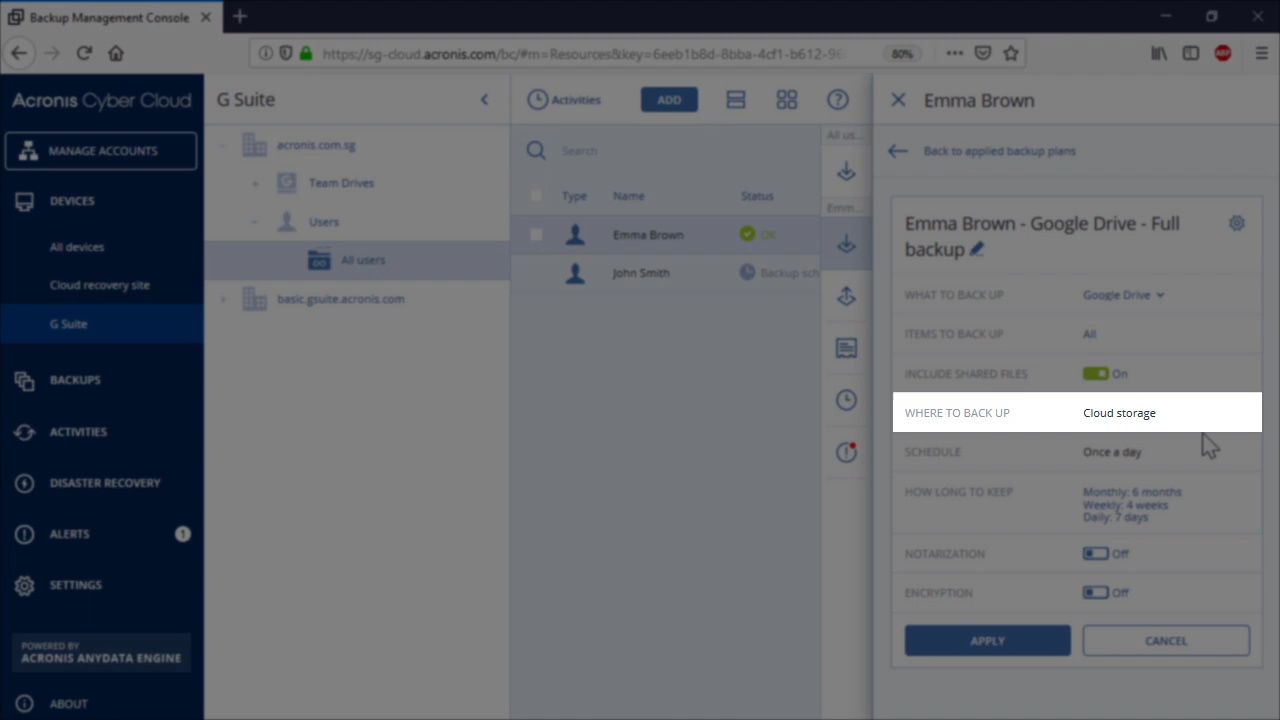 Backup Management Console
https://sg-cloud.acronis.com/bc/#m=Resources&key=6eeb1b8d-8bba-4cf1-b612-9
80%
ABP
Acronis Cyber Cloud
MANAGE ACCOUNTS
DEVICES
All devices
Cloud recovery site
G Suite
BACKUPS
ACTIVITIES
DISASTER RECOVERY
ALERTS
1
SETTINGS
POWERED BY
ACRONIS ANYDATA ENGINE
ABOUT
G Suite
acronis.com.sg
Team Drives
Users
All users
basic.gsuite.acronis.com
Activities
ADD
Search
Type Name Status
Emma Brown OK
John Smith Backup sch
All us...
Emm...
Emma Brown
Back to applied backup plans
Emma Brown - Google Drive - Full
backup
WHAT TO BACK UP Google Drive
ITEMS TO BACK UP All
INCLUDE SHARED FILES On
WHERE TO BACK UP Cloud storage
SCHEDULE Once a day
HOW LONG TO KEEP Monthly: 6 months
Weekly: 4 weeks
Daily: 7 days
NOTARIZATION Off
ENCRYPTION Off
APPLY CANCEL